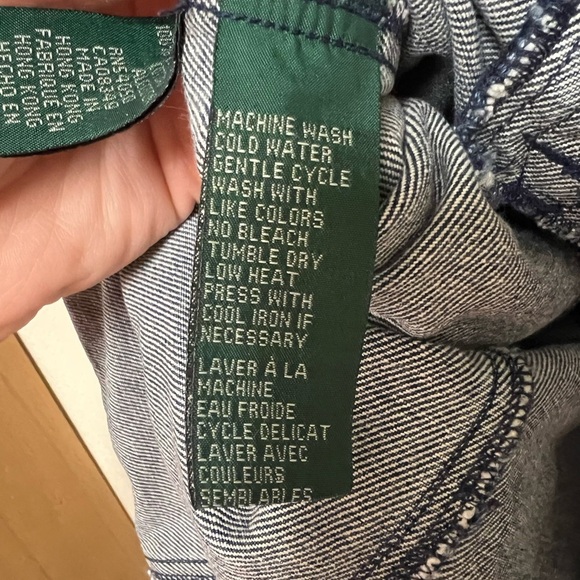 RN54050
CA08398
MADE IN
HONG KONG
FABRIQUE EN
HONG KONG
HECHO EN
MACHINE WASH
COLD WATER
GENTLE CYCLE
WASH WITH
LIKE COLORS
NO BLEACH
TUMBLE DRY
LOW HEAT
PRESS WITH
COOL IRON IF
NECESSARY
LAVER À LA
MACHINE
EAU FROIDE
CYCLE DELICAT
LAVER AVEC
COULEURS
SEMBLABLES